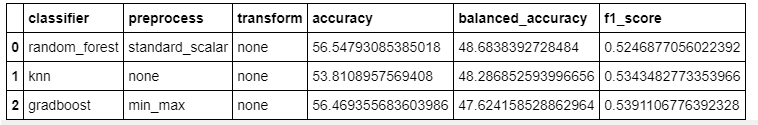 classifier preprocess transform accuracy balanced_accuracy f1_score
0 random_forest standard_scalar none 56.54793085385018 48.6838392728484 0.5246877056022392
1 knn none none 53.8108957569408 48.286852593996656 0.5343482773353966
2 gradboost min_max none 56.469355683603986 47.624158528862964 0.5391106776392328